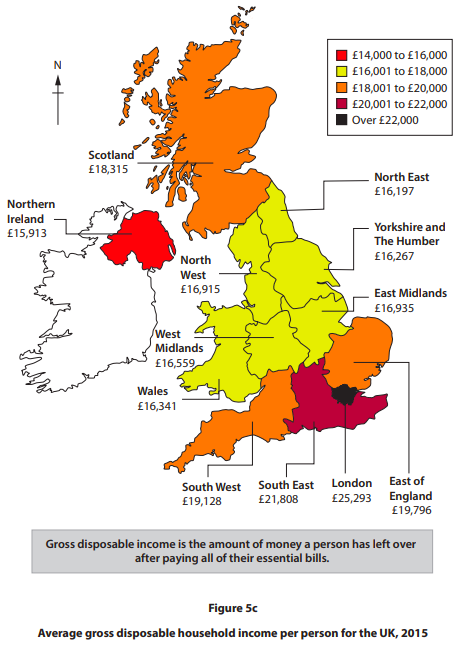 £14,000 to £16,000
£16,001 to £18,000
£18,001 to £20,000
£20,001 to £22,000
Over £22,000
N
Scotland
£18,315
North East
£16,197
Northern
Ireland
£15,913
Yorkshire and
The Humber
£16,267
North
West
£16,915
East Midlands
£16,935
West
Midlands
£16,559
Wales
£16,341
South West
£19,128
South East
£21,808
London
£25,293
East of
England
£19,796
Gross disposable income is the amount of money a person has left over
after paying all of their essential bills.
Figure 5c
Average gross disposable household income per person for the UK, 2015